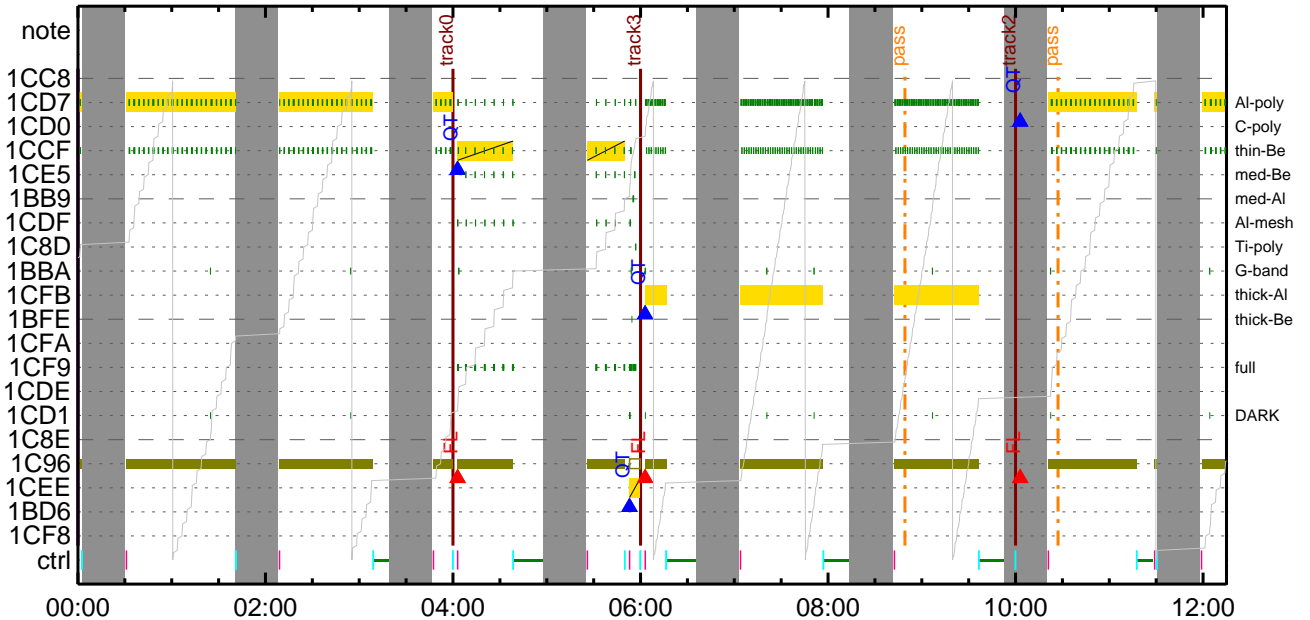 note
track0
track3
pass
track2
pass
1CC8
QT
1CD7
Al-poly
1CD0
QT
C-poly
1CCF
thin-Be
1CE5
med-Be
1BB9
med-Al
1CDF
Al-mesh
1C8D
Ti-poly
1BBA
QT
G-band
1CFB
thick-Al
1BFE
thick-Be
1CFA
1CF9
full
1CDE
1CD1
DARK
1C8E
FL
FL
FL
1C96
QT
1CEE
1BD6
1CF8
ctrl
00:00
02:00
04:00
06:00
08:00
10:00
12:00